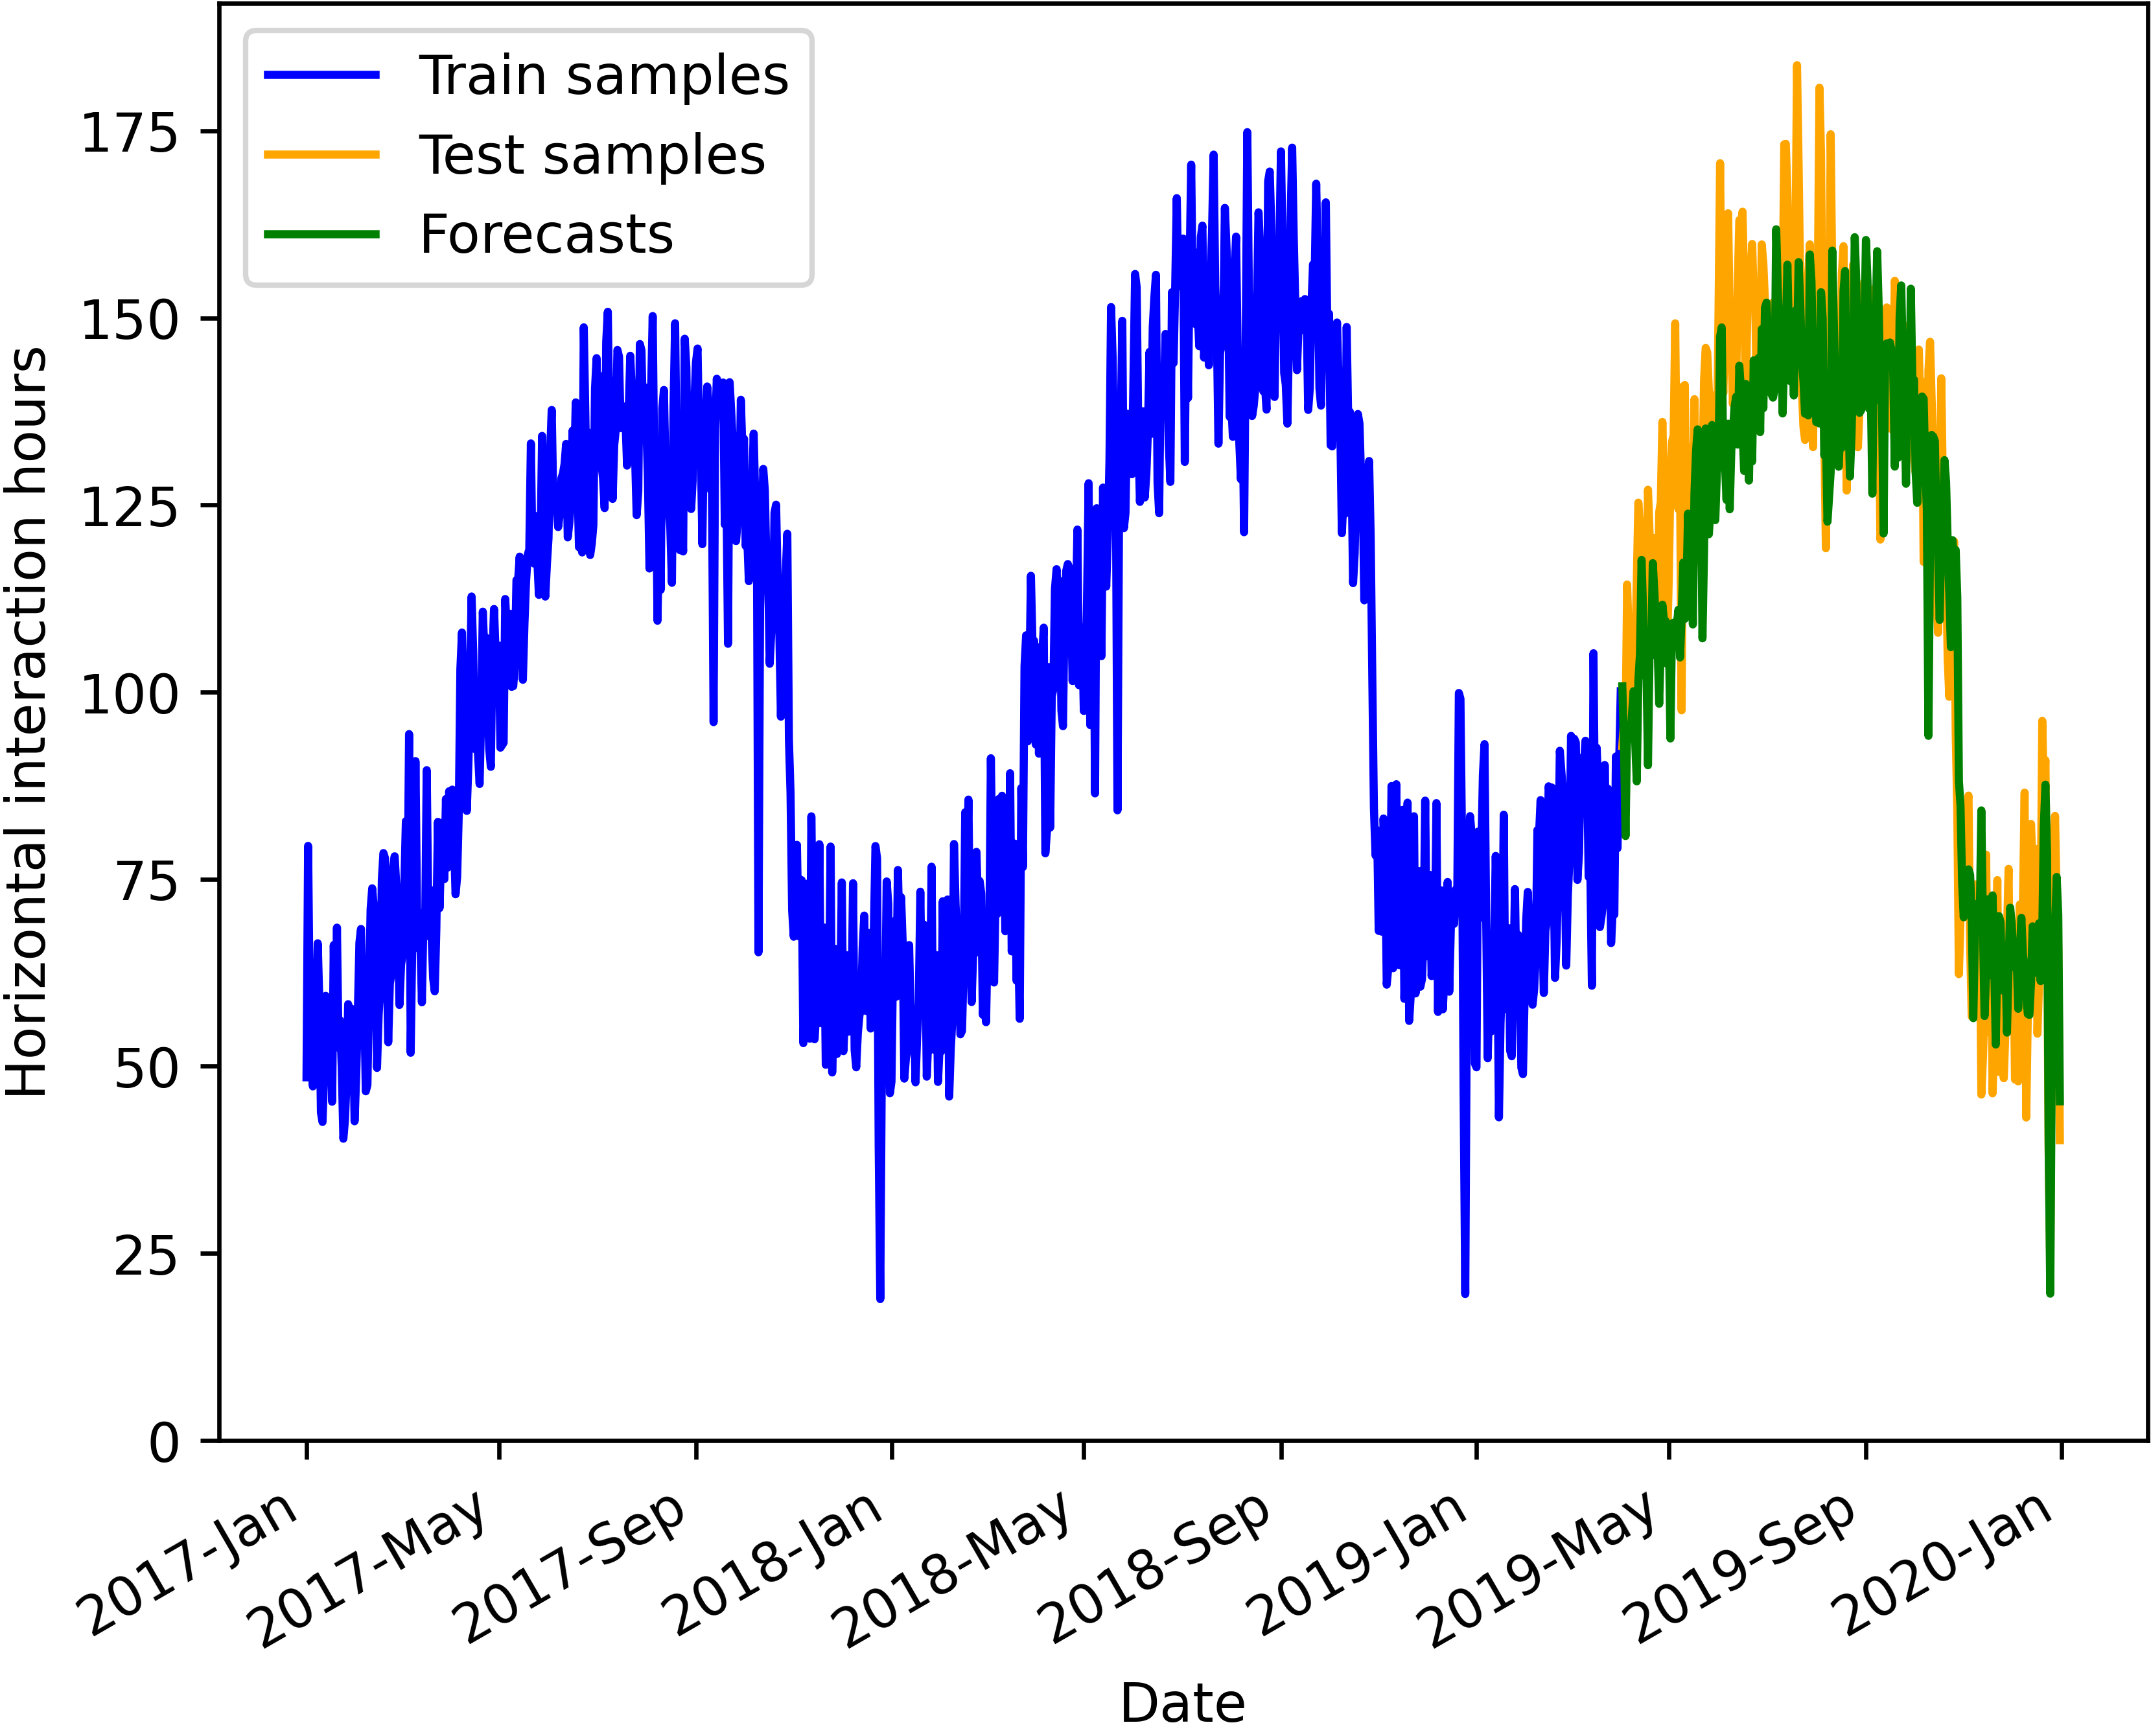 Train samples
Test samples
Forecasts
Horizontal interaction hours
175
150
125
100
75
50
25
0
2017-Jan
2017-May
2017-Sep
2018-Jan
2018-May
2018-Sep
2019-Jan
2019-May
2019-Sep
2020-Jan
Date